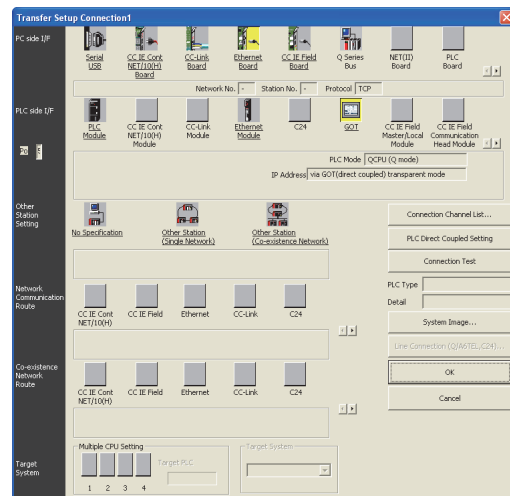 Transfer Setup Connection1
PC side I/F
Serial USB
CC IE Cont NET/10(H) Board
CC-Link Board
Ethernet Board
CC IE Field Board
Q Series Bus
NET(II) Board
PLC Board
Network No. - Station No. - Protocol TCP
PLC side I/F
PLC Module
CC IE Cont NET/10(H) Module
CC-Link Module
Ethernet Module
C24
GOT
CC IE Field Master/Local Module
CC IE Field Communication Head Module
PLC Mode QCPU (Q mode)
IP Address via GOT(direct coupled) transparent mode
Other Station Setting
No Specification
Other Station (Single Network)
Other Station (Co-existence Network)
Connection Channel List...
PLC Direct Coupled Setting
Connection Test
PLC Type
Detail
System Image...
Line Connection (Q/A6TEL,C24)...
OK
Cancel
Network Communication Route
CC IE Cont NET/10(H)
CC IE Field
Ethernet
CC-Link
C24
Co-existence Network Route
CC IE Cont NET/10(H)
CC IE Field
Ethernet
CC-Link
C24
Target System
Multiple CPU Setting
1 2 3 4
Target PLC
Target System